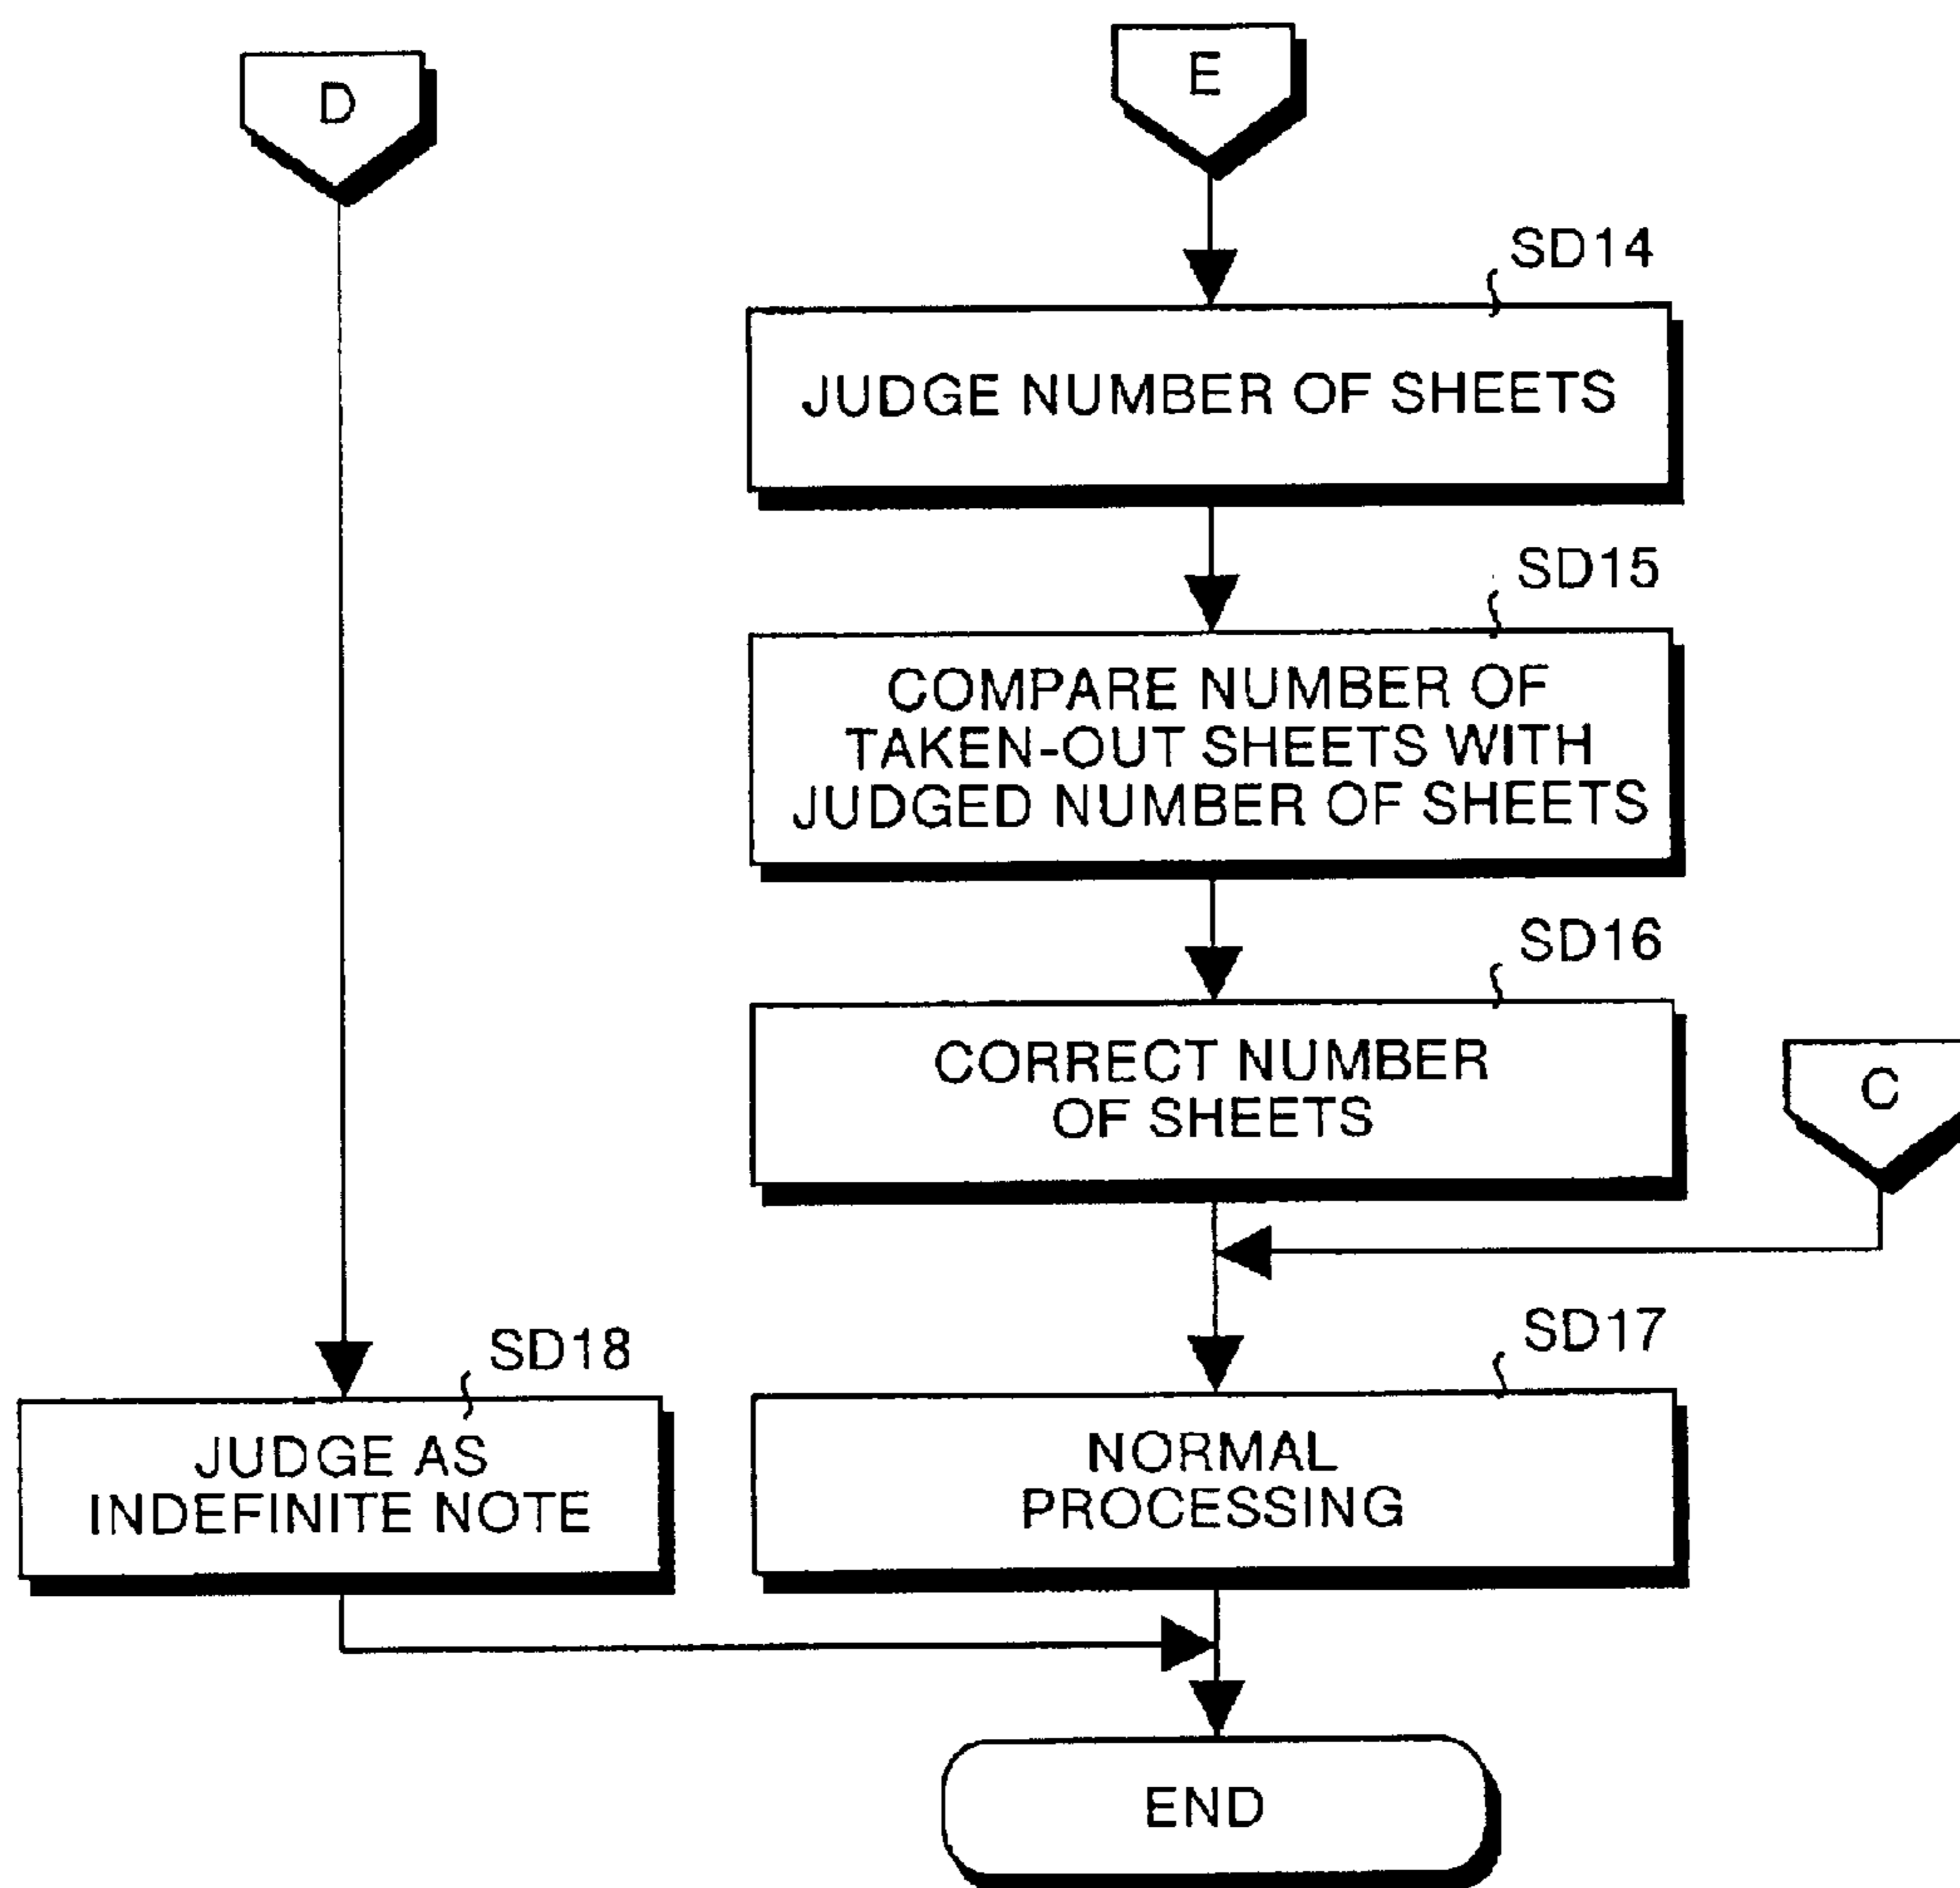 D
E
SD14
JUDGE NUMBER OF SHEETS
SD15
COMPARE NUMBER OF
TAKEN-OUT SHEETS WITH
JUDGED NUMBER OF SHEETS
SD16
CORRECT NUMBER
OF SHEETS
C
SD18
JUDGE AS
INDEFINITE NOTE
SD17
NORMAL
PROCESSING
END